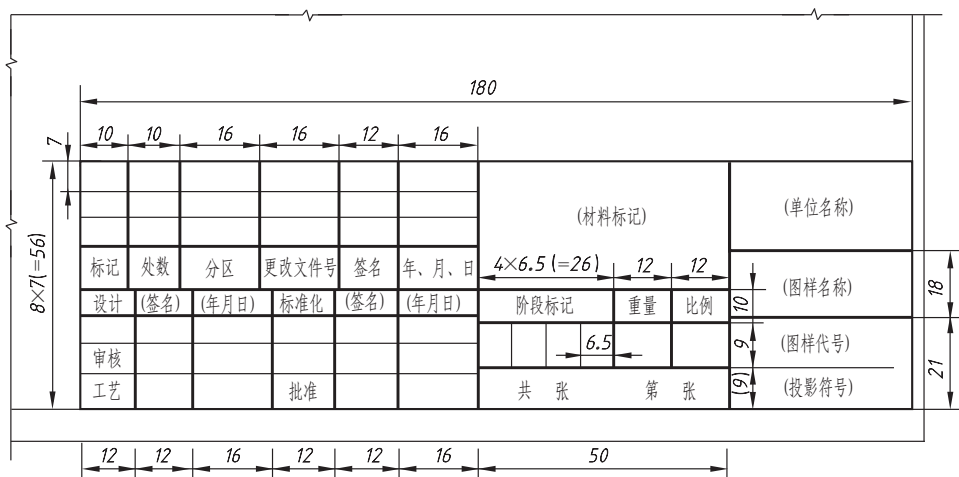 180
10 10 16 16 12 16
7
8×7(=56)
(材料标记)
(单位名称)
标记 处数 分区 更改文件号 签名 年、月、日
4×6.5(=26) 12 12
设计 (签名) (年月日) 标准化 (签名) (年月日)
阶段标记 重量 比例
10
(图样名称)
18
6.5
9
(图样代号)
审核
21
工艺 批准
共 张 第 张
(9)
(投影符号)
12 12 16 12 12 16 50